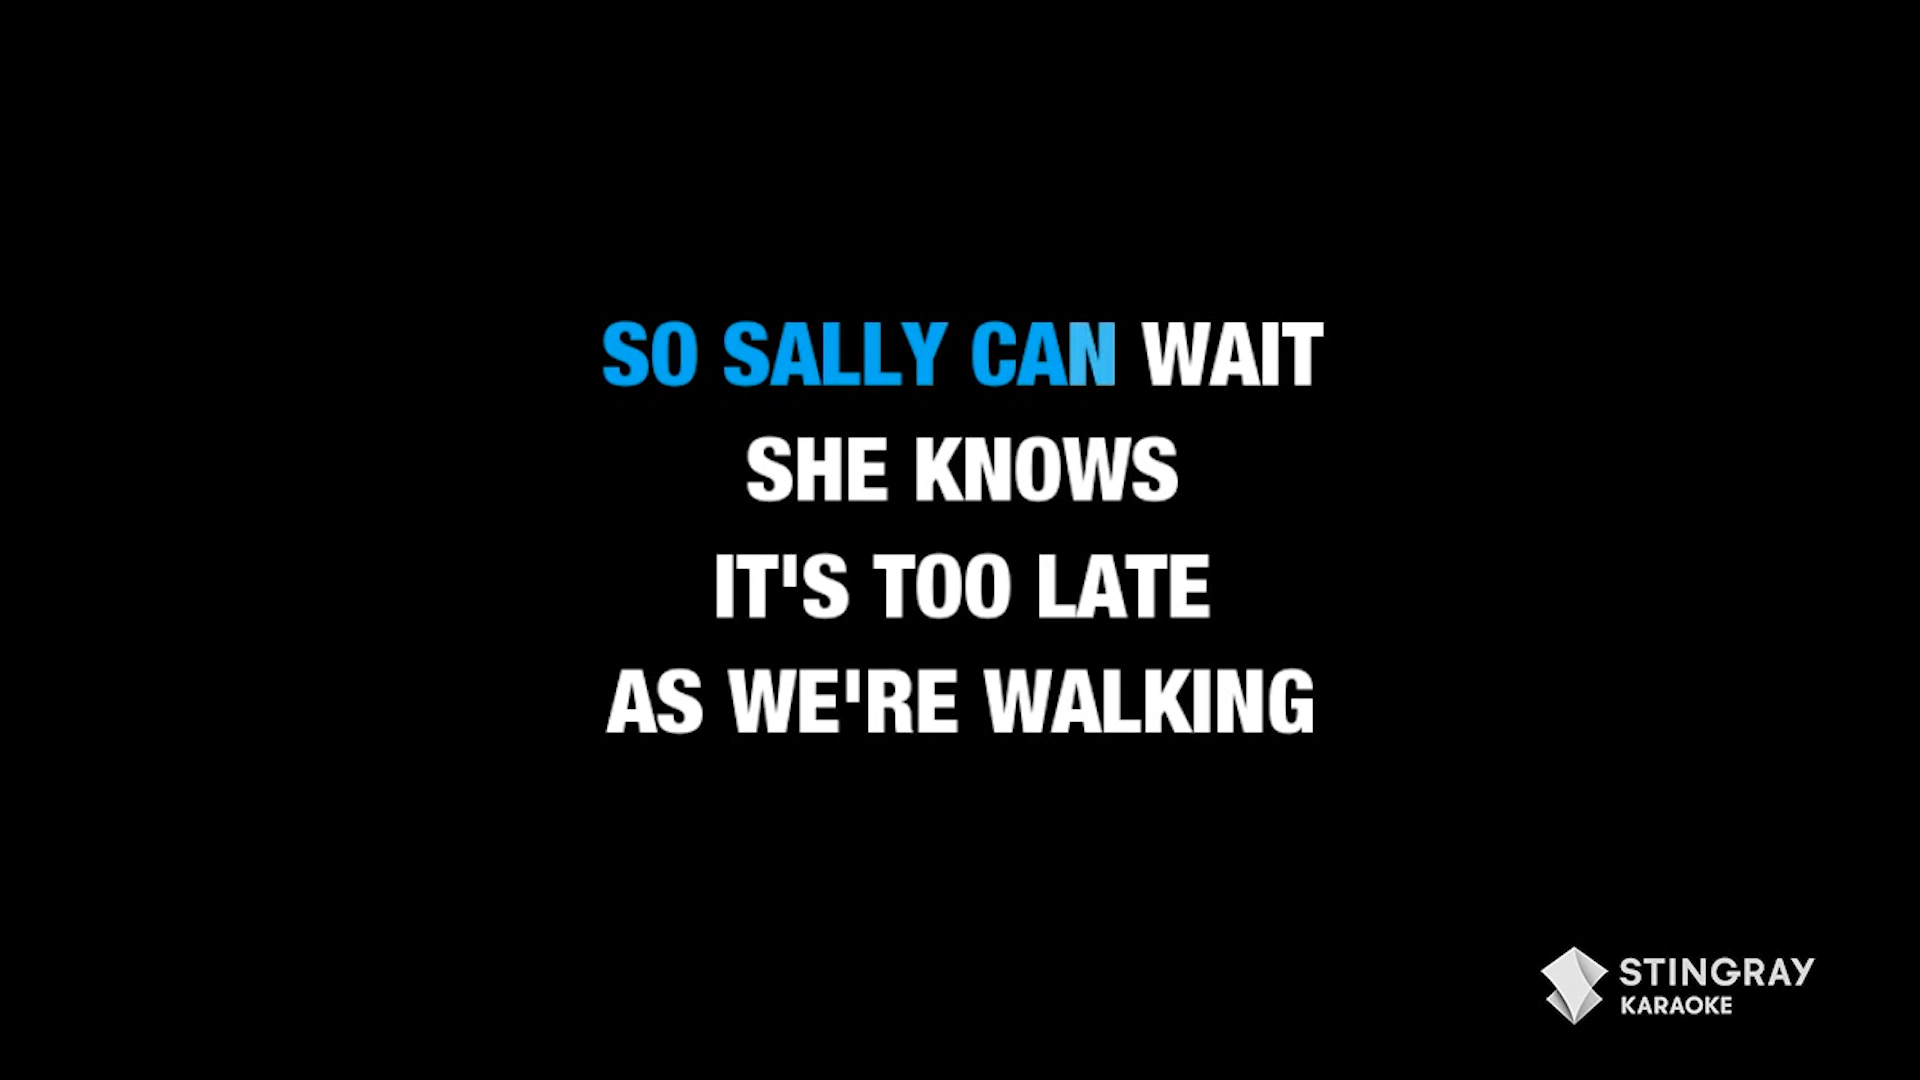 SO SALLY CAN WAIT
SHE KNOWS
IT'S TOO LATE
AS WE'RE WALKING
STINGRAY
KARAOKE